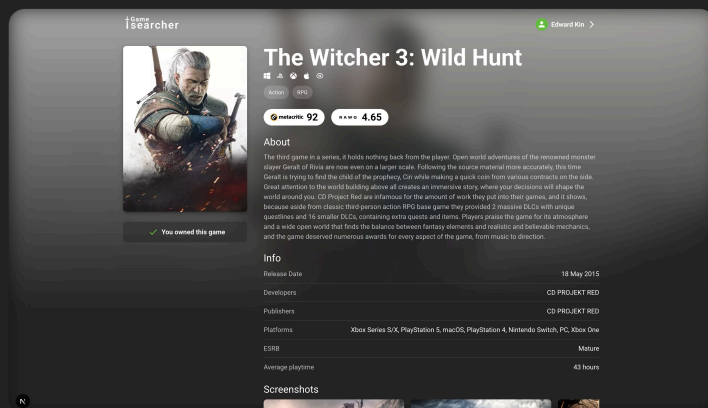 Game
searcher
Edward Kin
The Witcher 3: Wild Hunt
Action RPG
metacritic 92 RAWG 4.65
About
The third game in a series, it holds nothing back from the player. Open world adventures of the renowned monster
slayer Geralt of Rivia are now even on a larger scale. Following the source material more accurately, this time
Geralt is trying to find the child of the prophecy, Ciri while making a quick coin from various contracts on the side.
Great attention to the world building above all creates an immersive story, where your decisions will shape the
world around you. CD Project Red are infamous for the amount of work they put into their games, and it shows,
because aside from classic third-person action RPG base game they provided 2 massive DLCs with unique
questlines and 16 smaller DLCs, containing extra quests and items. Players praise the game for its atmosphere
and a wide open world that finds the balance between fantasy elements and realistic and believable mechanics,
and the game deserved numerous awards for every aspect of the game, from music to direction.
You owned this game
Info
Release Date 18 May 2015
Developers CD PROJEKT RED
Publishers CD PROJEKT RED
Platforms Xbox Series S/X, PlayStation 5, macOS, PlayStation 4, Nintendo Switch, PC, Xbox One
ESRB Mature
Average playtime 43 hours
Screenshots
N